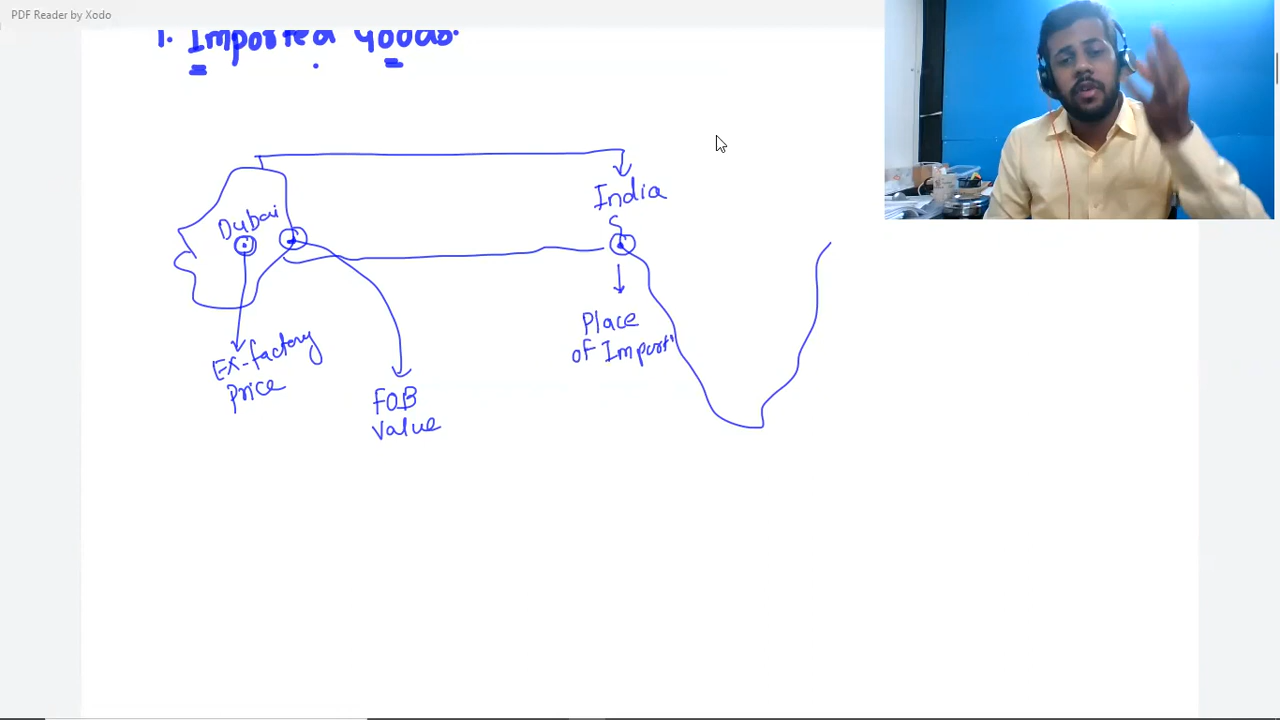 PDF Reader by Xodo
1. Imported Goods.
Dubai
India
Ex-factory
Price
FOB
Value
Place
of Import